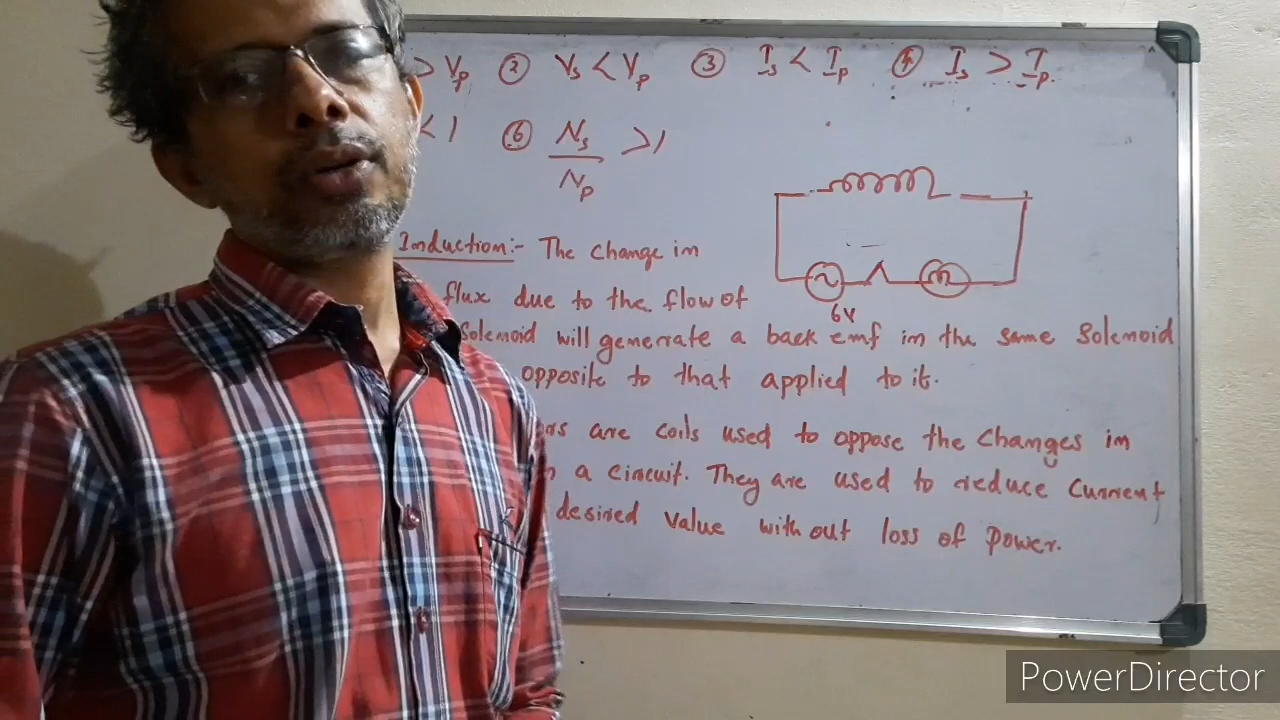 > Vp ② Vs < Vp ③ Is < Ip ④ Is > Ip
< 1 ⑥ Ns/Np > 1
Induction:- The change in
flux due to the flow of
6V
Solenoid will generate a back emf in the same Solenoid
opposite to that applied to it.
ors are coils used to oppose the changes in
n a circuit. They are used to reduce current
desired value with out loss of power.
PowerDirector